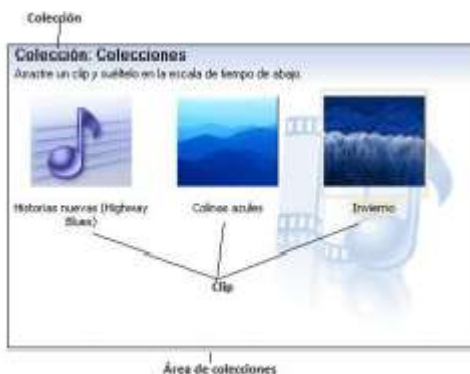 Colección
Colección: Colecciones
Arrastre un clip y suéltelo en la escala de tiempo de abajo.
Historias nuevas (Highway
Blues)
Colinas azules
Invierno
Clip
Área de colecciones